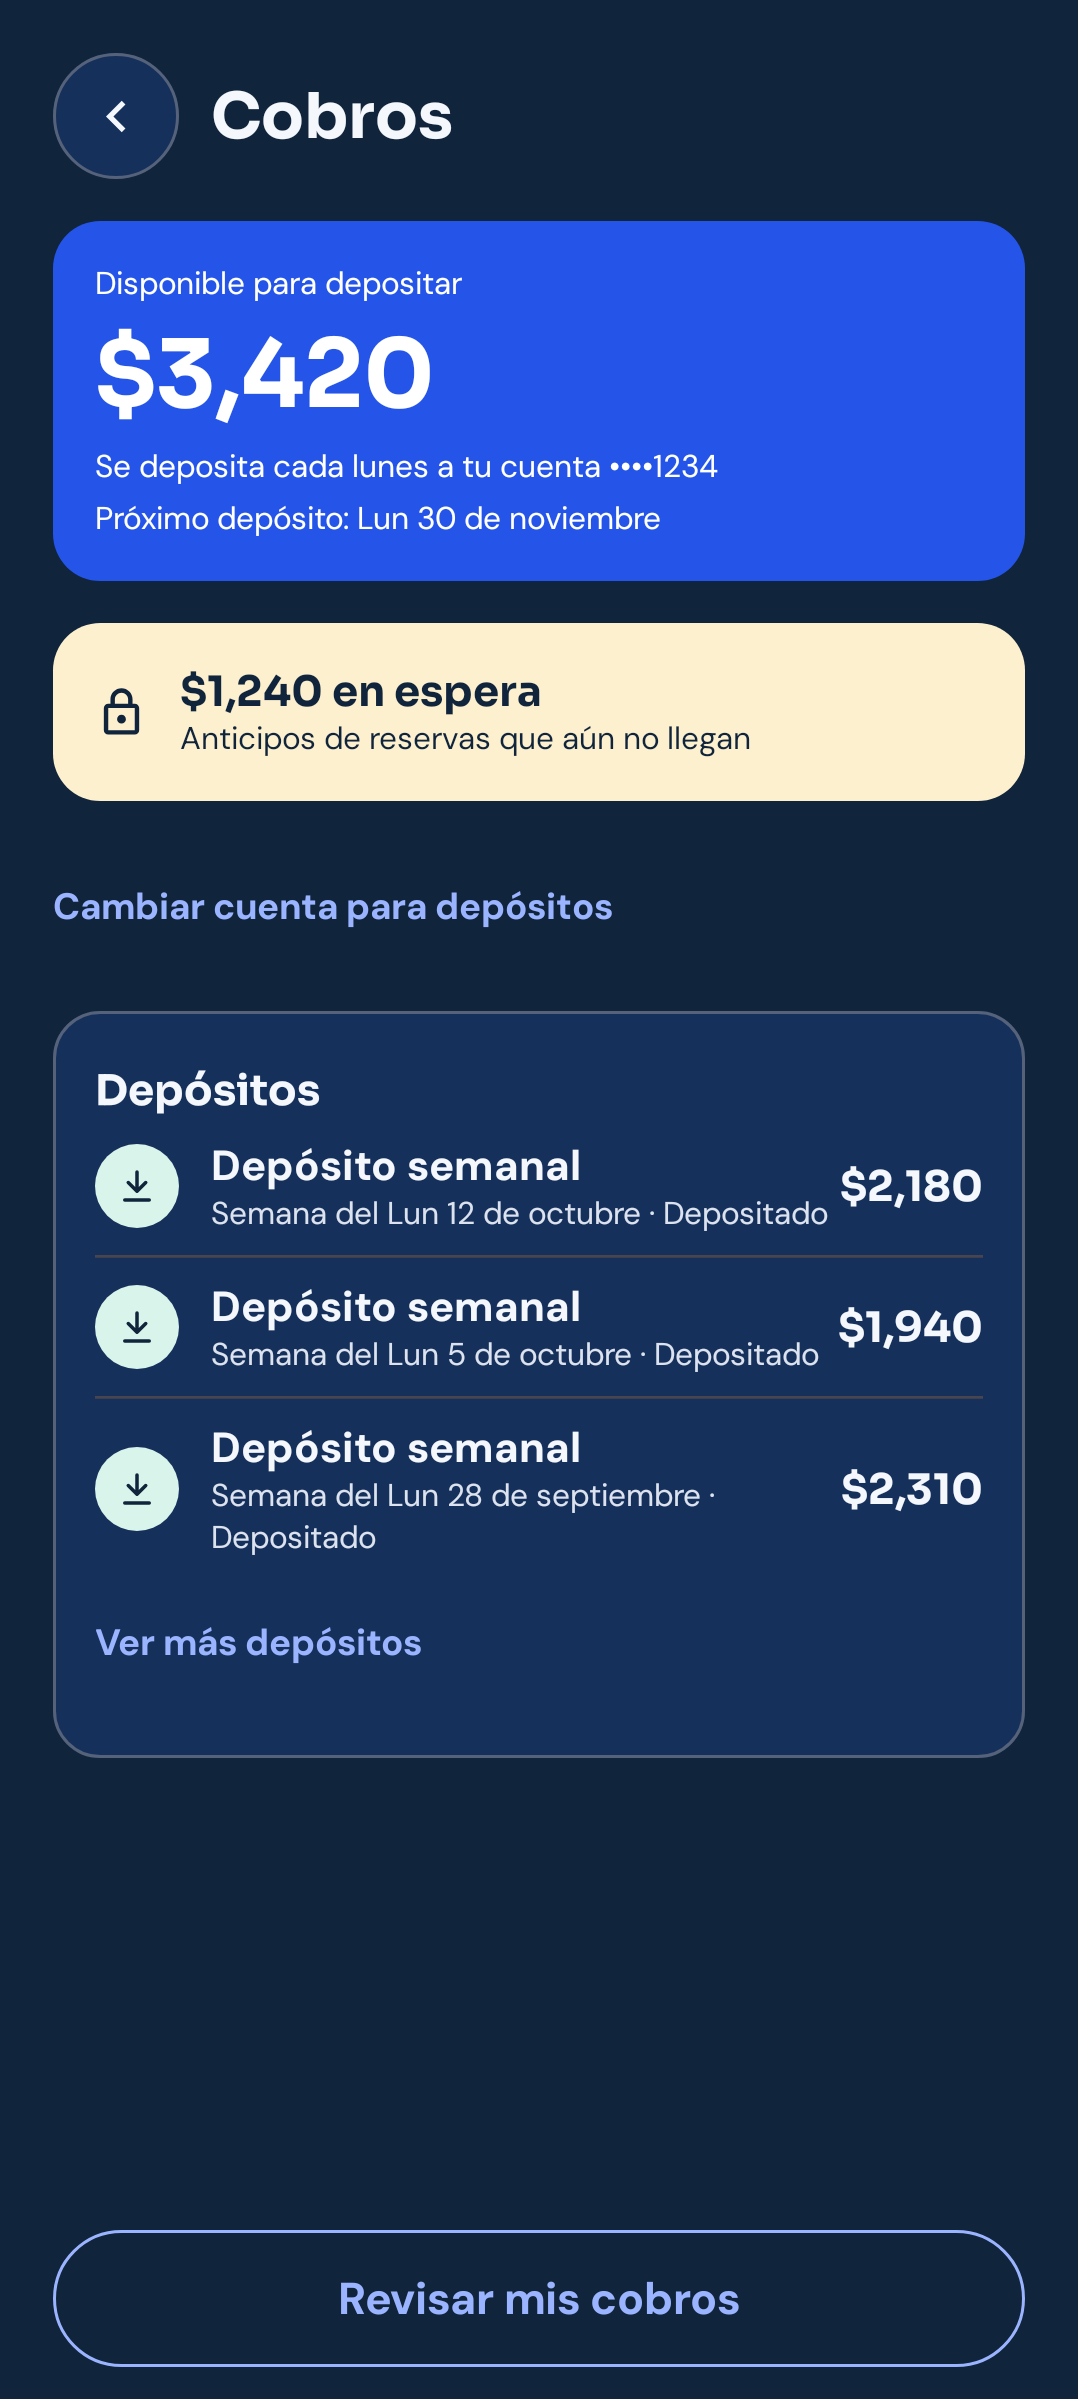 Cobros
Disponible para depositar
$3,420
Se deposita cada lunes a tu cuenta ••••1234
Próximo depósito: Lun 30 de noviembre
$1,240 en espera
Anticipos de reservas que aún no llegan
Cambiar cuenta para depósitos
Depósitos
Depósito semanal
Semana del Lun 12 de octubre · Depositado
$2,180
Depósito semanal
Semana del Lun 5 de octubre · Depositado
$1,940
Depósito semanal
Semana del Lun 28 de septiembre ·
Depositado
$2,310
Ver más depósitos
Revisar mis cobros